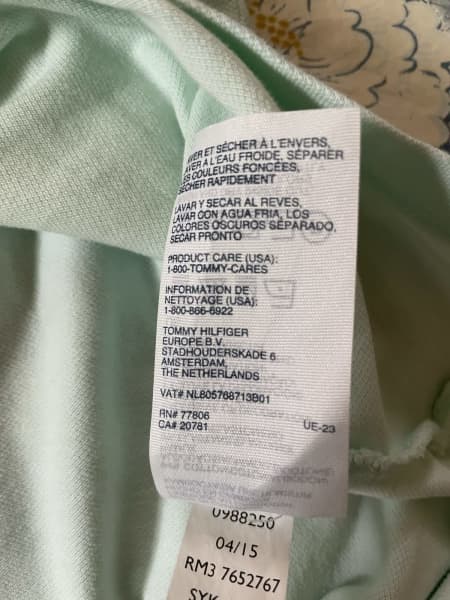 LAVER ET SÉCHER À L'ENVERS,
LAVER A L'EAU FROIDE, SÉPARER
LES COULEURS FONCÉES,
SÉCHER RAPIDEMENT
LAVAR Y SECAR AL REVES,
LAVAR CON AGUA FRIA, LOS
COLORES OSCUROS SÉPARADO,
SECAR PRONTO
PRODUCT CARE (USA):
1-800-TOMMY-CARES
INFORMATION DE
NETTOYAGE (USA):
1-800-866-6922
TOMMY HILFIGER
EUROPE B.V.
STADHOUDERSKADE 6
AMSTERDAM,
THE NETHERLANDS
VAT# NL805768713B01
RN# 77806
CA# 20781 UE-23
0988250
04/15
RM3 7652767
SYK